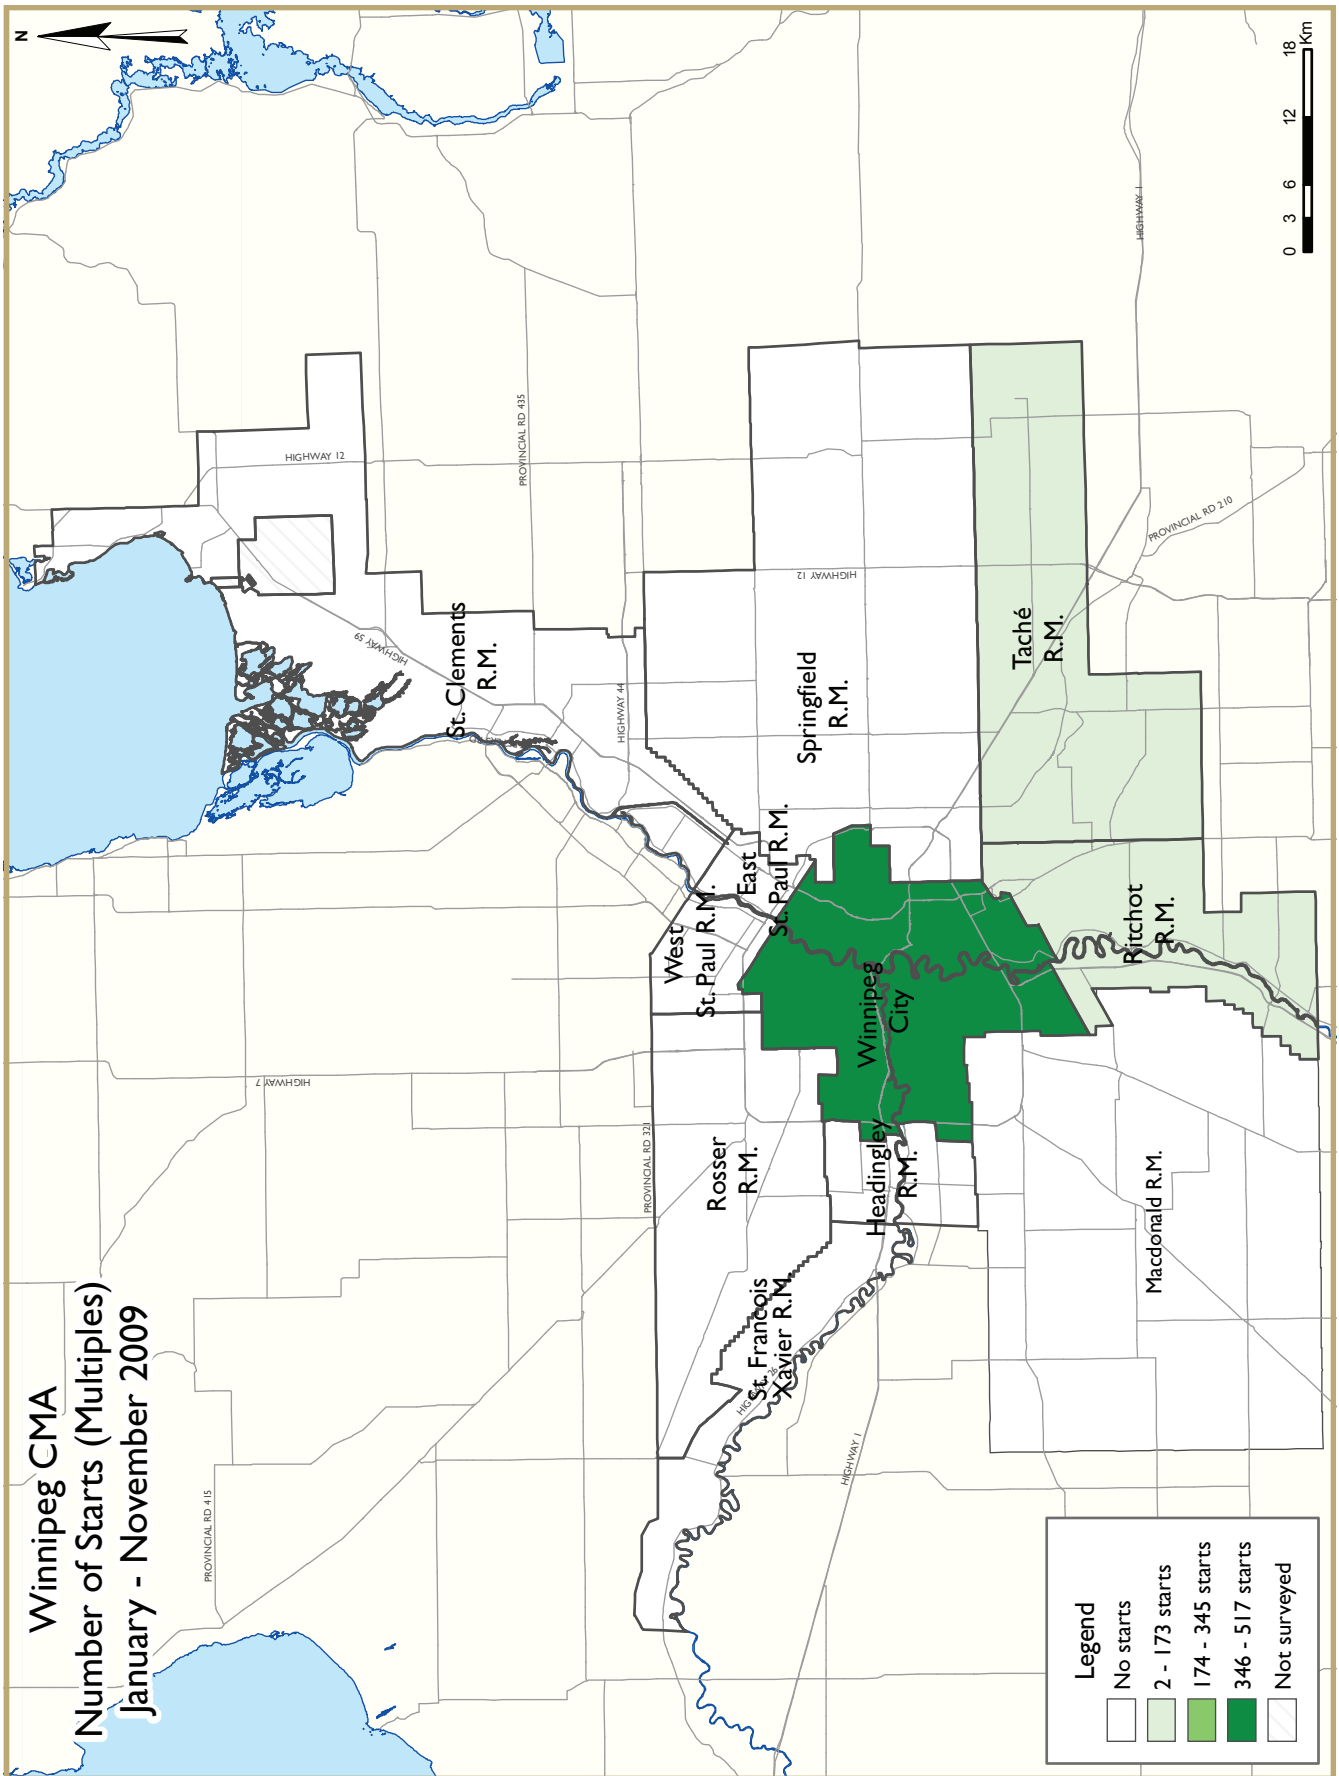 Winnipeg CMA
Number of Starts (Multiples)
January - November 2009
N
St. Clements
R.M.
Springfield
R.M.
Taché
R.M.
East
St. Paul R.M.
West
St. Paul R.M.
Ritchot
R.M.
Winnipeg
City
Rosser
R.M.
Headingley
R.M.
St. Francois
Xavier R.M.
Macdonald R.M.
PROVINCIAL RD 415
HIGHWAY 7
PROVINCIAL RD 321
HIGHWAY 26
HIGHWAY 1
HIGHWAY 59
HIGHWAY 44
HIGHWAY 12
PROVINCIAL RD 435
HIGHWAY 12
HIGHWAY 1
PROVINCIAL RD 210
Legend
No starts
2 - 173 starts
174 - 345 starts
346 - 517 starts
Not surveyed
0 3 6 12 18
Km